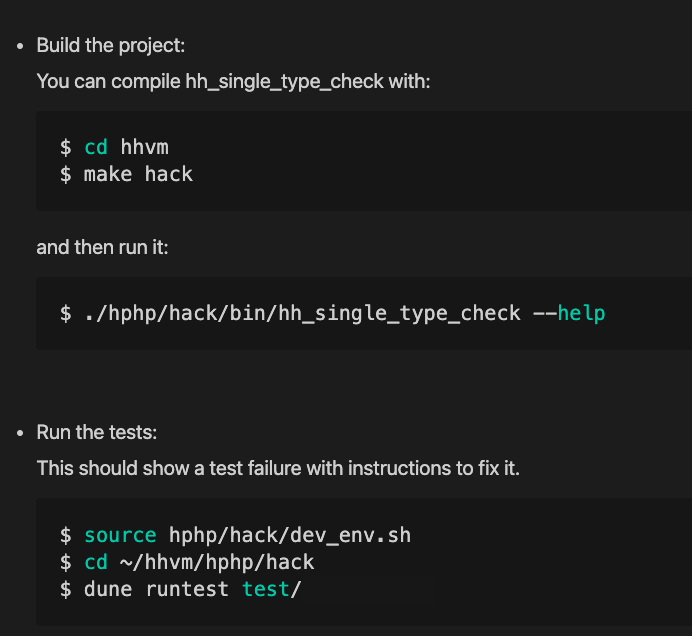 • Build the project:
You can compile hh_single_type_check with:
$ cd hhvm
$ make hack
and then run it:
$ ./hphp/hack/bin/hh_single_type_check --help
• Run the tests:
This should show a test failure with instructions to fix it.
$ source hphp/hack/dev_env.sh
$ cd ~/hhvm/hphp/hack
$ dune runtest test/